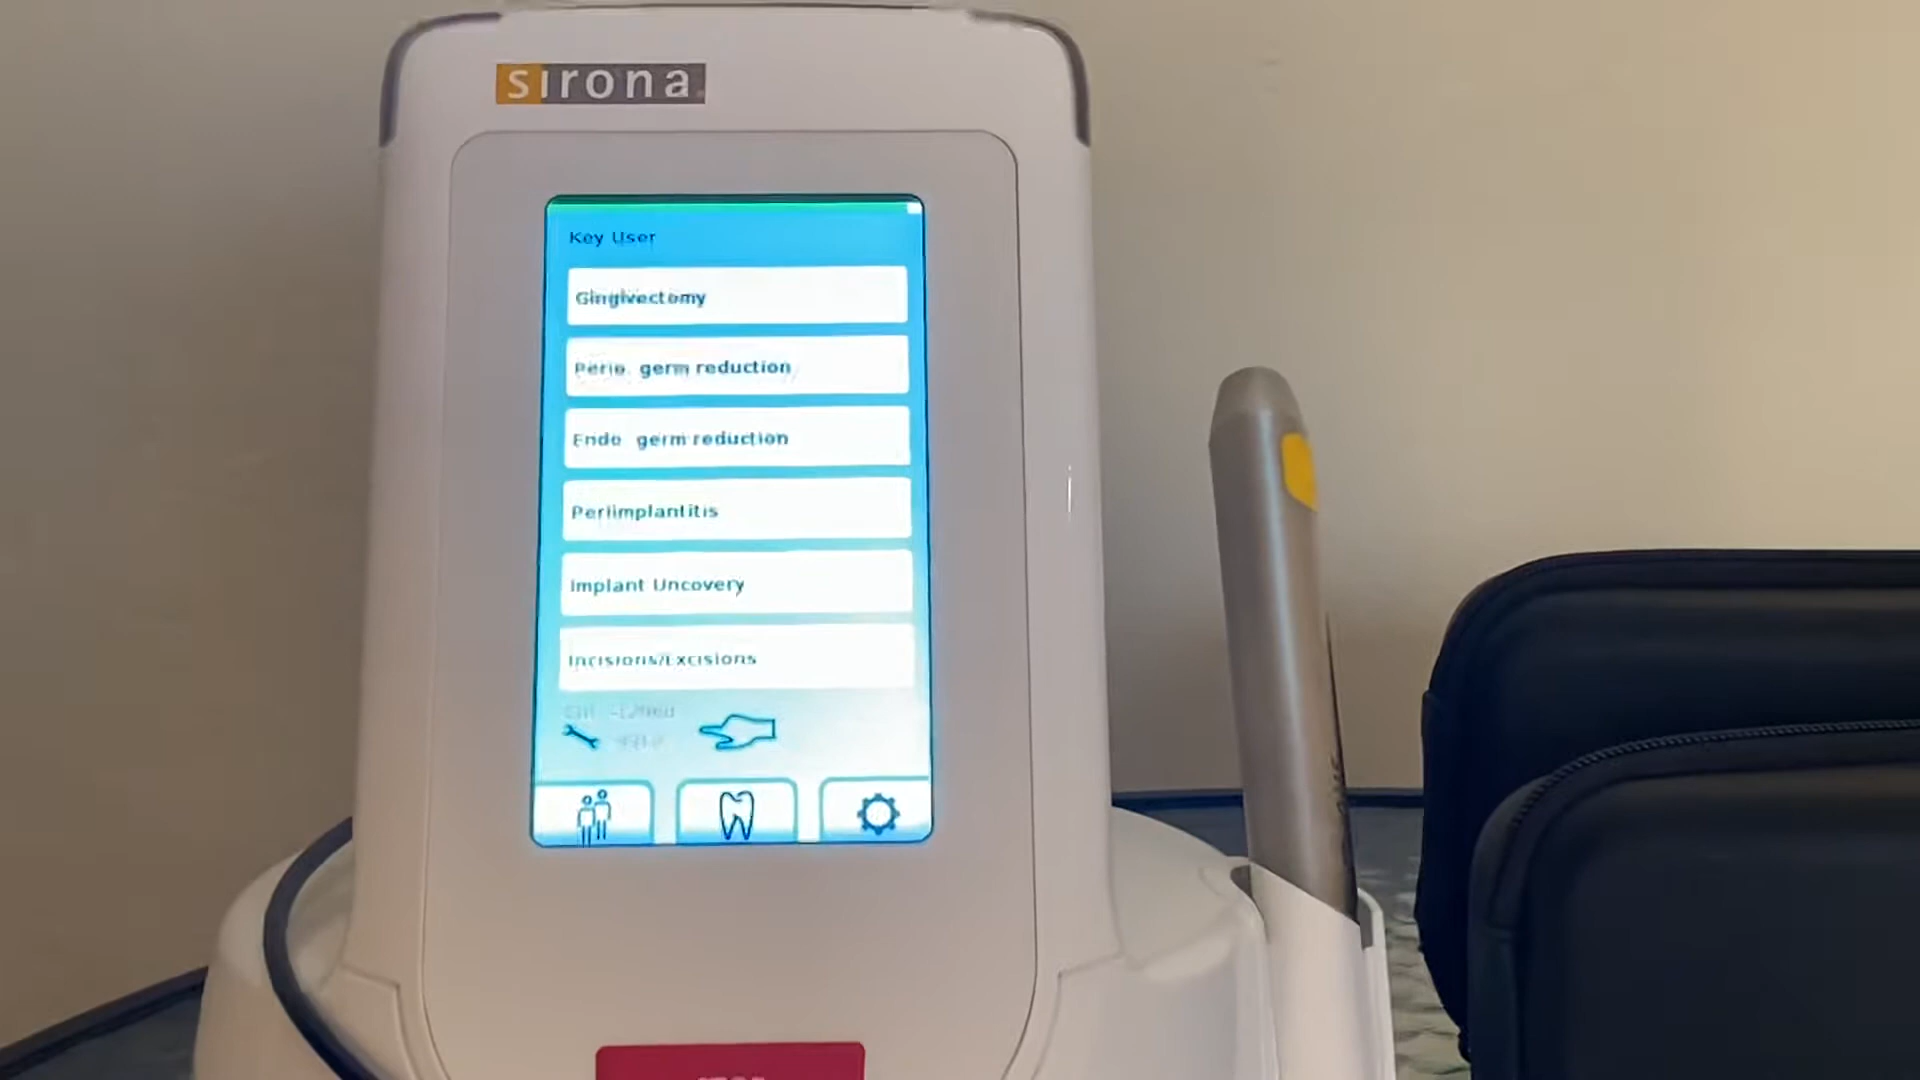 sirona.
Key User
Gingivectomy
Perio. germ reduction
Endo germ reduction
Periimplantitis
Implant Uncovery
Incisions/Excisions